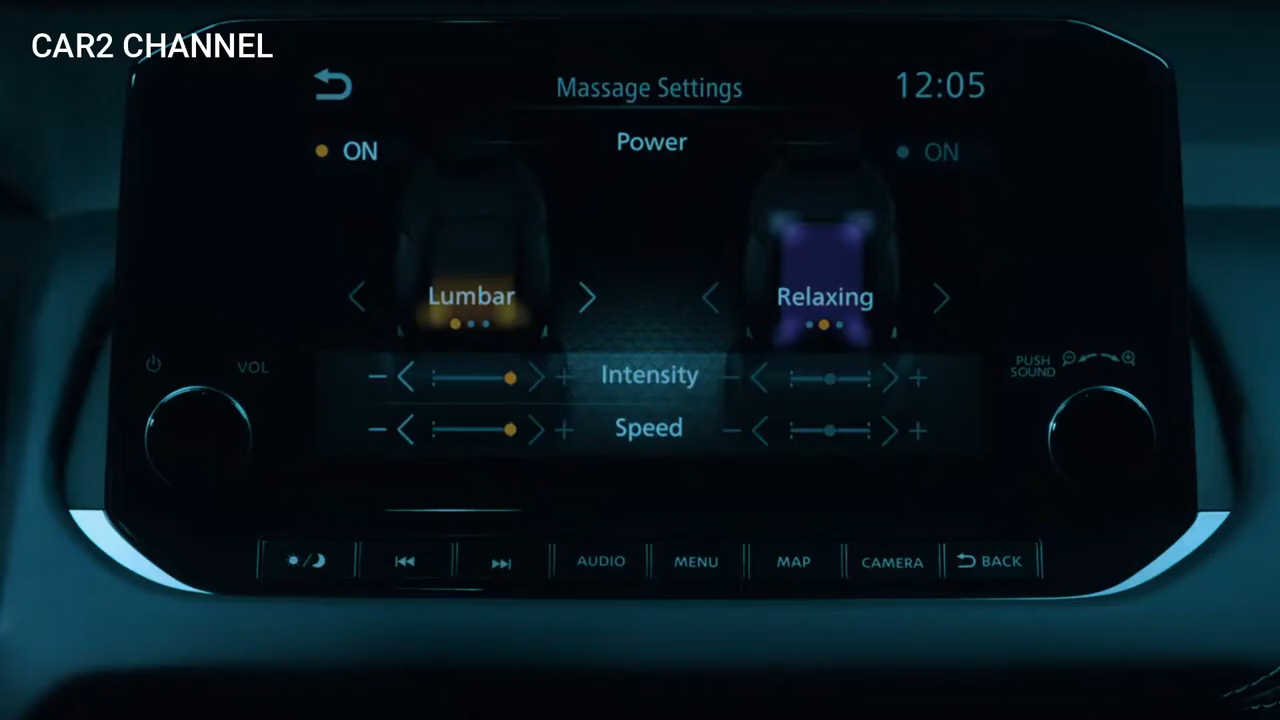 CAR2 CHANNEL
Massage Settings
12:05
ON
Power
ON
Lumbar
Relaxing
− Intensity + − +
− Speed + − +
VOL
PUSH
SOUND
AUDIO
MENU
MAP
CAMERA
BACK